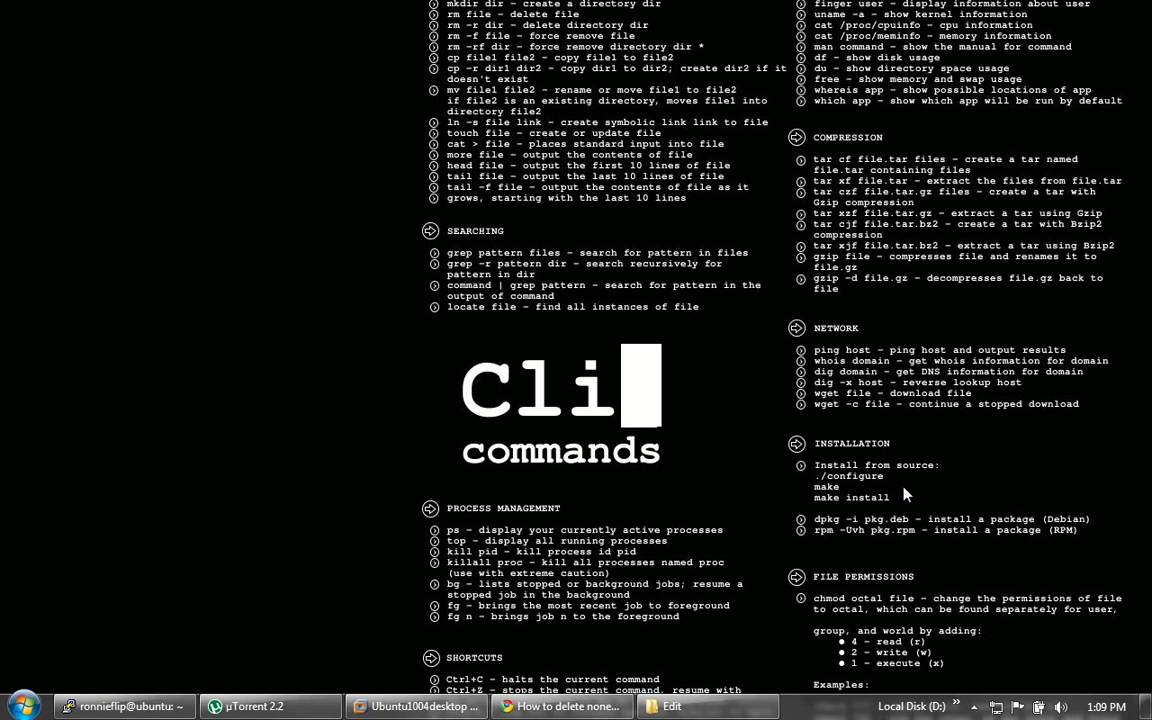 mkdir dir - create a directory dir
rm file - delete file
rm -r dir - delete directory dir
rm -f file - force remove file
rm -rf dir - force remove directory dir *
cp file1 file2 - copy file1 to file2
cp -r dir1 dir2 - copy dir1 to dir2; create dir2 if it
doesn't exist
mv file1 file2 - rename or move file1 to file2
if file2 is an existing directory, moves file1 into
directory file2
ln -s file link - create symbolic link link to file
touch file - create or update file
cat > file - places standard input into file
more file - output the contents of file
head file - output the first 10 lines of file
tail file - output the last 10 lines of file
tail -f file - output the contents of file as it
grows, starting with the last 10 lines
SEARCHING
grep pattern files - search for pattern in files
grep -r pattern dir - search recursively for
pattern in dir
command | grep pattern - search for pattern in the
output of command
locate file - find all instances of file
Cli
commands
PROCESS MANAGEMENT
ps - display your currently active processes
top - display all running processes
kill pid - kill process id pid
killall proc - kill all processes named proc
(use with extreme caution)
bg - lists stopped or background jobs; resume a
stopped job in the background
fg - brings the most recent job to foreground
fg n - brings job n to the foreground
SHORTCUTS
Ctrl+C - halts the current command
Ctrl+Z - stops the current command, resume with
finger user - display information about user
uname -a - show kernel information
cat /proc/cpuinfo - cpu information
cat /proc/meminfo - memory information
man command - show the manual for command
df - show disk usage
du - show directory space usage
free - show memory and swap usage
whereis app - show possible locations of app
which app - show which app will be run by default
COMPRESSION
tar cf file.tar files - create a tar named
file.tar containing files
tar xf file.tar - extract the files from file.tar
tar czf file.tar.gz files - create a tar with
Gzip compression
tar xzf file.tar.gz - extract a tar using Gzip
tar cjf file.tar.bz2 - create a tar with Bzip2
compression
tar xjf file.tar.bz2 - extract a tar using Bzip2
gzip file - compresses file and renames it to
file.gz
gzip -d file.gz - decompresses file.gz back to
file
NETWORK
ping host - ping host and output results
whois domain - get whois information for domain
dig domain - get DNS information for domain
dig -x host - reverse lookup host
wget file - download file
wget -c file - continue a stopped download
INSTALLATION
Install from source:
./configure
make
make install
dpkg -i pkg.deb - install a package (Debian)
rpm -Uvh pkg.rpm - install a package (RPM)
FILE PERMISSIONS
chmod octal file - change the permissions of file
to octal, which can be found separately for user,
group, and world by adding:
● 4 - read (r)
● 2 - write (w)
● 1 - execute (x)
Examples:
ronnieflip@ubuntu: ~
µTorrent 2.2
Ubuntu1004desktop ...
How to delete none...
Edit
Local Disk (D:)
»
1:09 PM